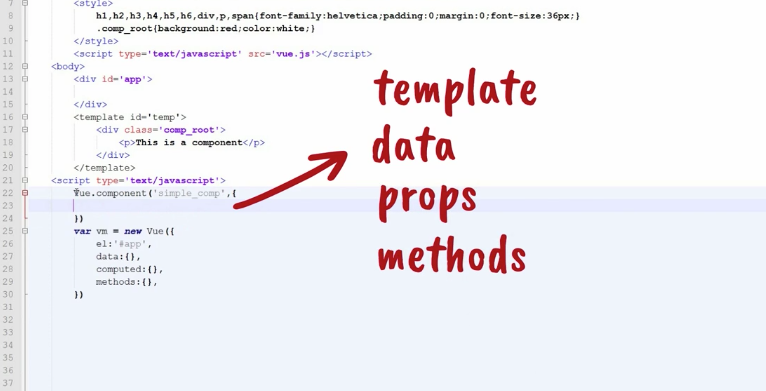 7 <style>
8 h1,h2,h3,h4,h5,h6,div,p,span{font-family:helvetica;padding:0;margin:0;font-size:36px;}
9 .comp_root{background:red;color:white;}
10 </style>
11 <script type='text/javascript' src='vue.js'></script>
12 <body>
13 <div id='app'>
14
15 </div>
16 <template id='temp'>
17 <div class='comp_root'>
18 <p>This is a component</p>
19 </div>
20 </template>
21 <script type='text/javascript'>
22 Vue.component('simple_comp',{
23
24 })
25 var vm = new Vue({
26 el:'#app',
27 data:{},
28 computed:{},
29 methods:{},
30 })
31
32
33
34
35
36
37
template
data
props
methods